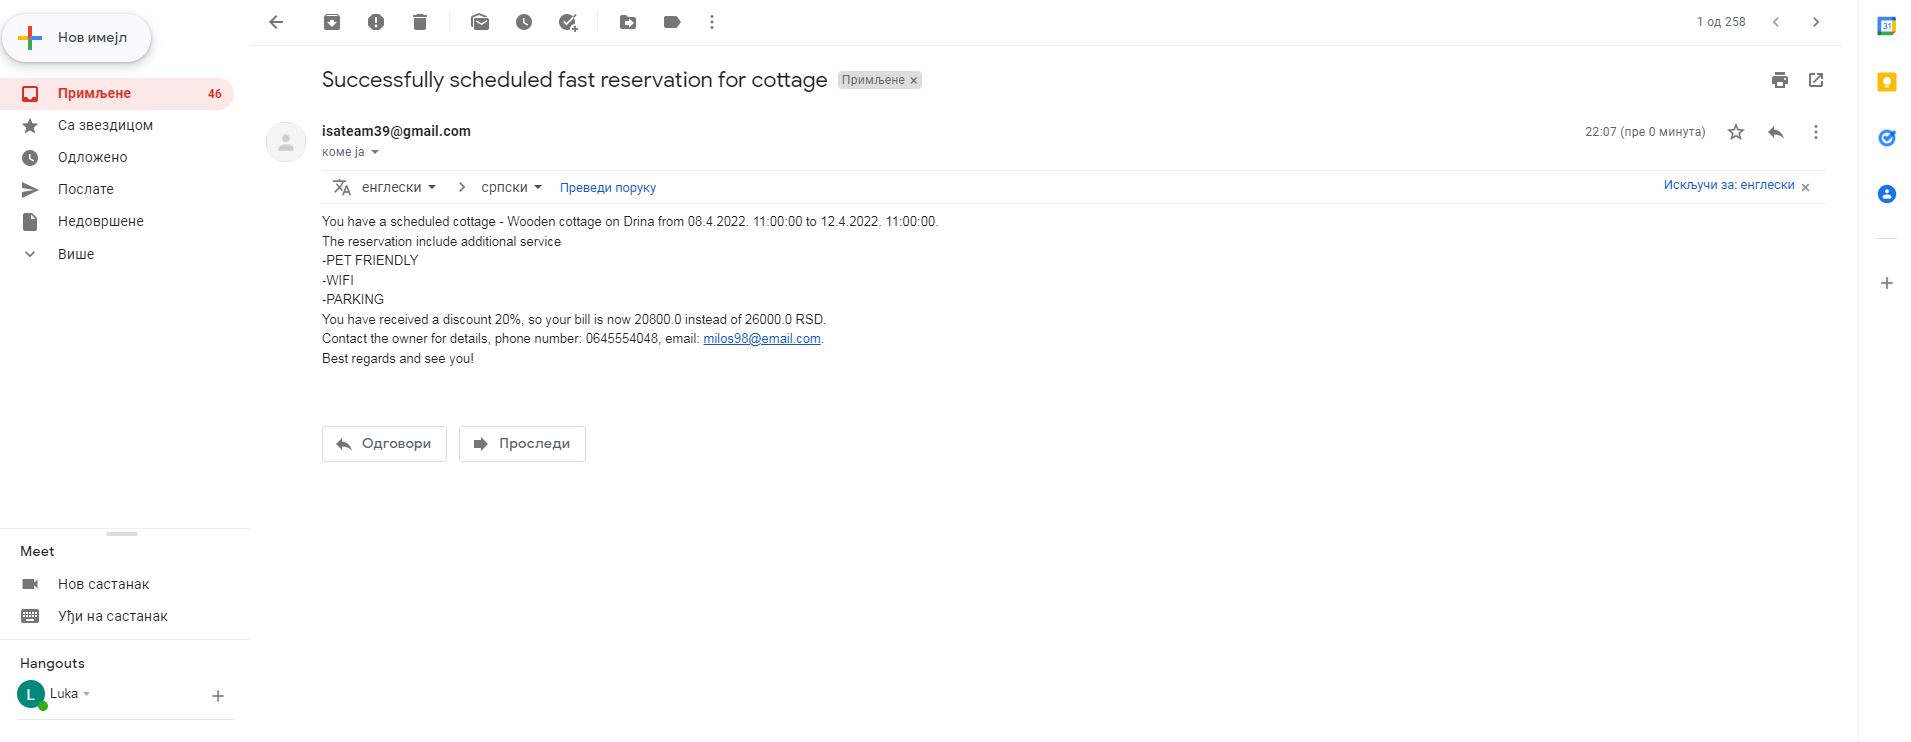 Нов имејл
1 од 258
31
Примљене 46
Са звездицом
Одложено
Послате
Недовршене
Више
Successfully scheduled fast reservation for cottage Примљене ×
isateam39@gmail.com
22:07 (пре 0 минута)
коме ја
енглески > српски Преведи поруку
Искључи за: енглески ×
You have a scheduled cottage - Wooden cottage on Drina from 08.4.2022. 11:00:00 to 12.4.2022. 11:00:00.
The reservation include additional service
-PET FRIENDLY
-WIFI
-PARKING
You have received a discount 20%, so your bill is now 20800.0 instead of 26000.0 RSD.
Contact the owner for details, phone number: 0645554048, email: milos98@email.com.
Best regards and see you!
Одговори
Проследи
Meet
Нов састанак
Уђи на састанак
Hangouts
L Luka